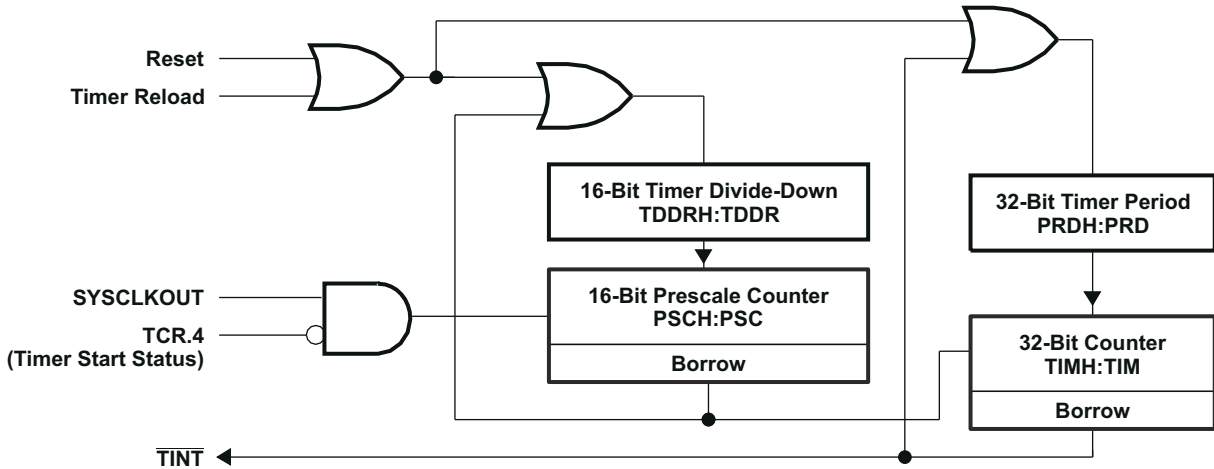 Reset
Timer Reload
16-Bit Timer Divide-Down
TDDRH:TDDR
32-Bit Timer Period
PRDH:PRD
SYSCLKOUT
TCR.4
(Timer Start Status)
16-Bit Prescale Counter
PSCH:PSC
Borrow
32-Bit Counter
TIMH:TIM
Borrow
TINT